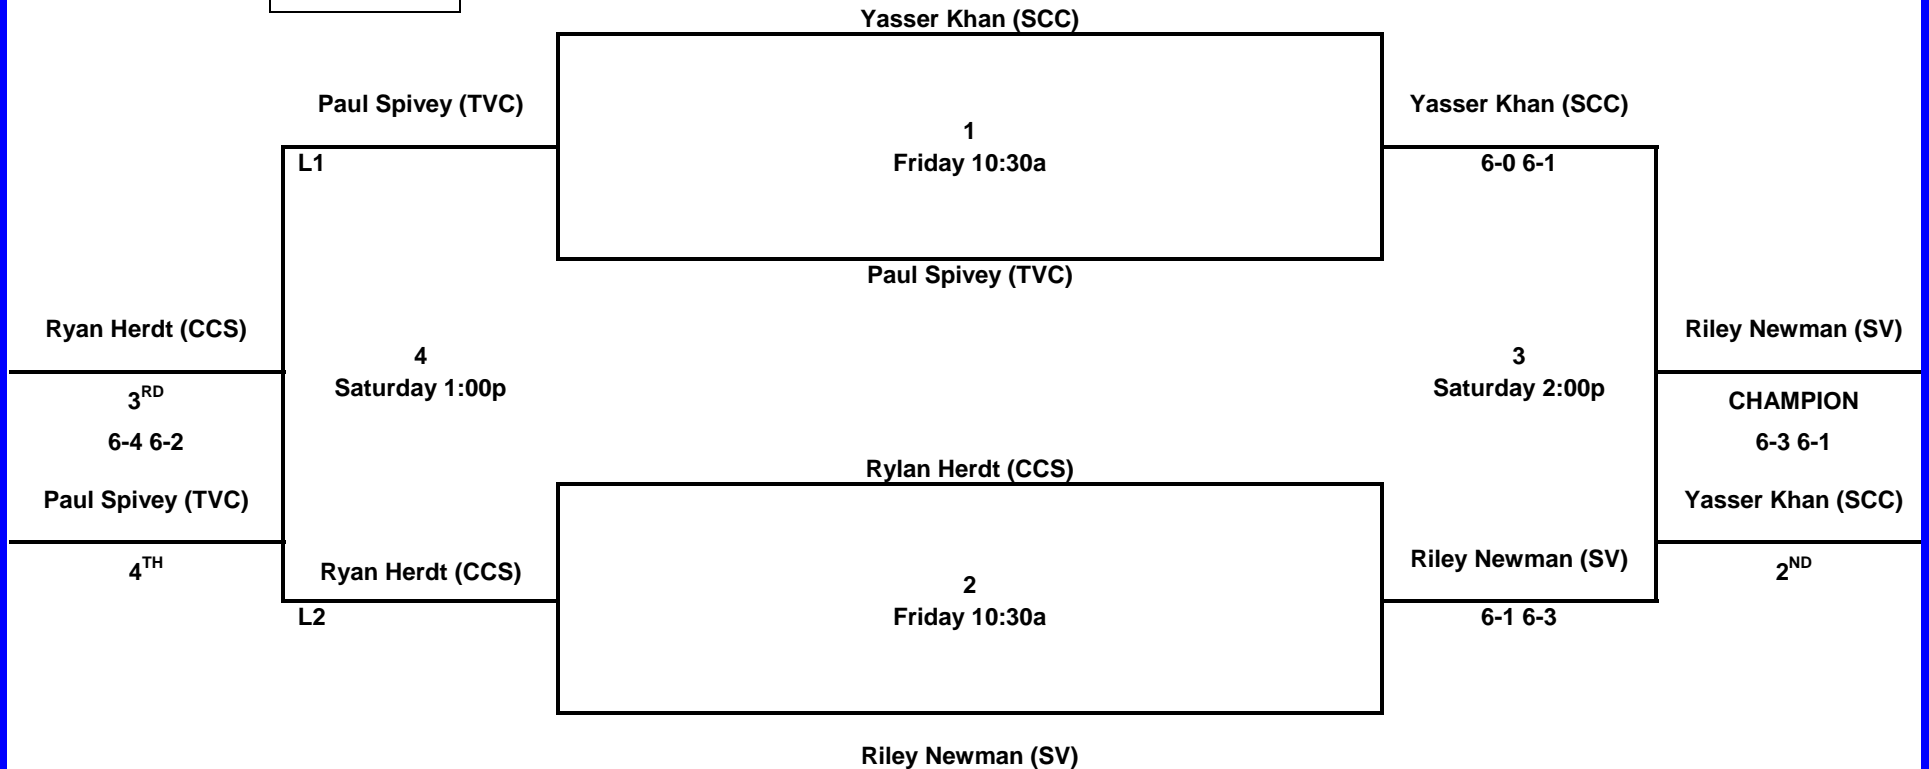 Yasser Khan (SCC)
Paul Spivey (TVC)
Yasser Khan (SCC)
1
L1
Friday 10:30a
6-0 6-1
Paul Spivey (TVC)
Ryan Herdt (CCS)
Riley Newman (SV)
4
3
Saturday 1:00p
Saturday 2:00p
3RD
CHAMPION
6-4 6-2
6-3 6-1
Rylan Herdt (CCS)
Paul Spivey (TVC)
Yasser Khan (SCC)
Riley Newman (SV)
4TH
Ryan Herdt (CCS)
2ND
2
L2
Friday 10:30a
6-1 6-3
Riley Newman (SV)